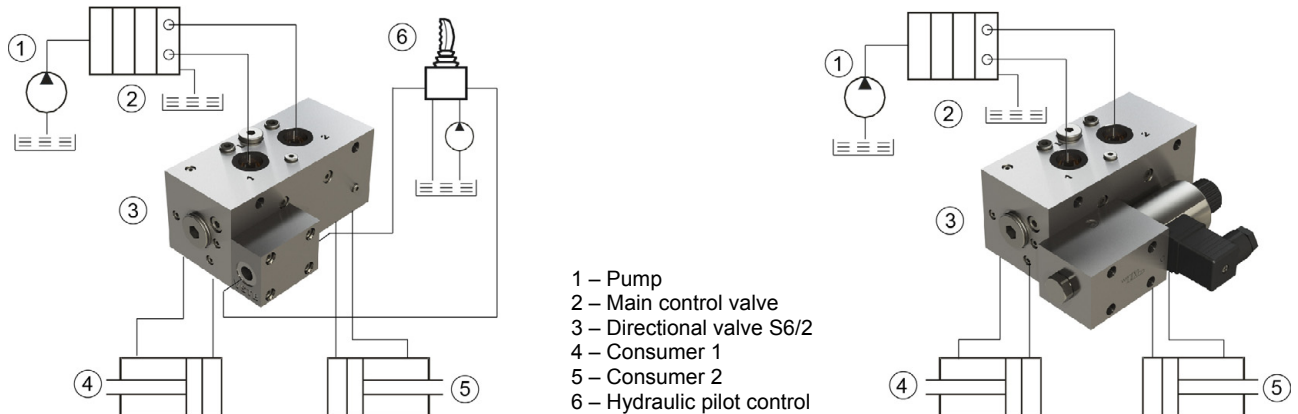 1
2
6
3
4
5
1 – Pump
2 – Main control valve
3 – Directional valve S6/2
4 – Consumer 1
5 – Consumer 2
6 – Hydraulic pilot control
1
2
3
4
5